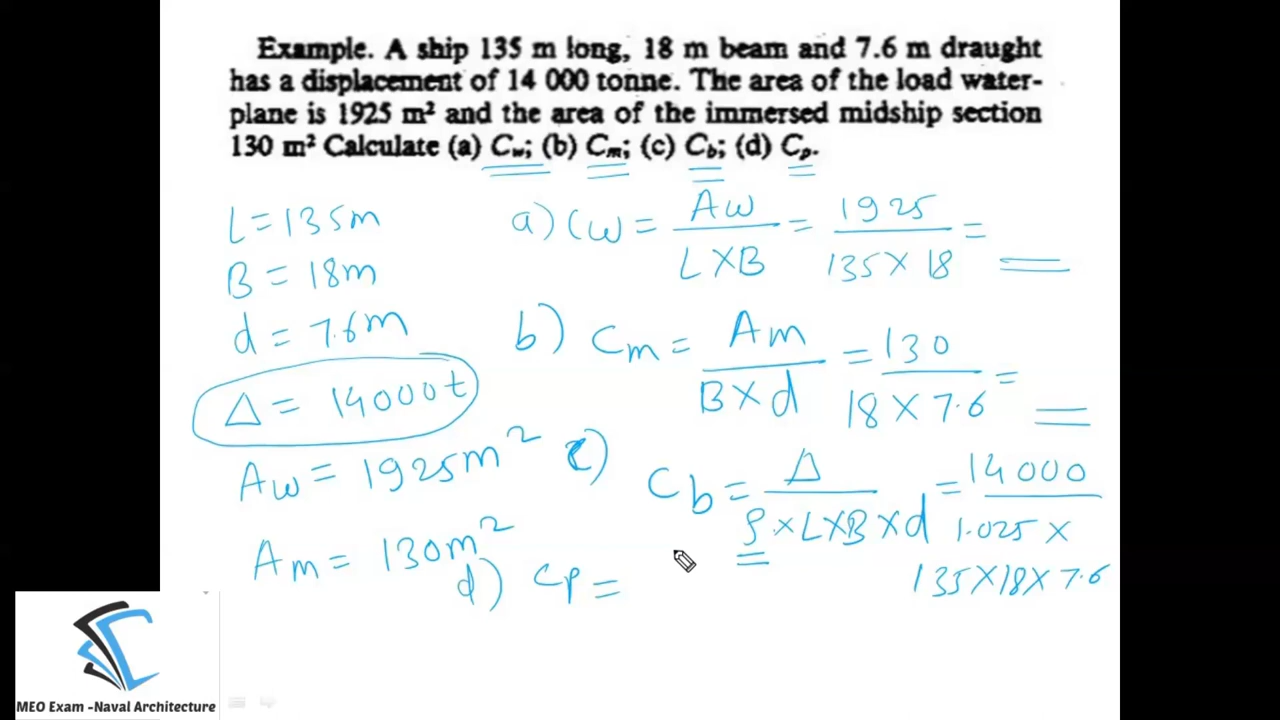 Example. A ship 135 m long, 18 m beam and 7.6 m draught
has a displacement of 14 000 tonne. The area of the load water-
plane is 1925 m² and the area of the immersed midship section
130 m² Calculate (a) Cw; (b) Cm; (c) Cb; (d) Cp.
L = 135m
B = 18m
d = 7.6m
Δ = 14000t
Aw = 1925m²
Am = 130m²
a) Cw = Aw / L×B = 1925 / 135×18 =
b) Cm = Am / B×d = 130 / 18×7.6 =
c) Cb = Δ / ρ×L×B×d = 14000 / 1.025× 135×18×7.6
d) Cp =
MEO Exam -Naval Architecture